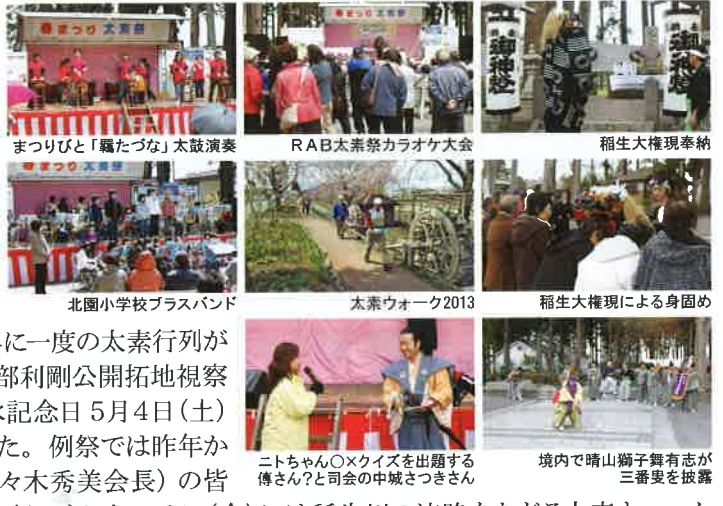 春まつり 太素祭
まつりびと「羈たづな」太鼓演奏
RAB太素祭カラオケ大会
御神燈
御神燈
稲生大権現奉納
北園小学校ブラスバンド
太素ウォーク2013
稲生大権現による身固め
に一度の太素行列が
部利剛公開拓地視察
記念日 5月4日(土)
た。例祭では昨年か
々木秀美会長)の皆
ニトちゃん○×クイズを出題する
傳さん?と司会の中城さつきさん
境内で晴山獅子舞有志が
三番叟を披露